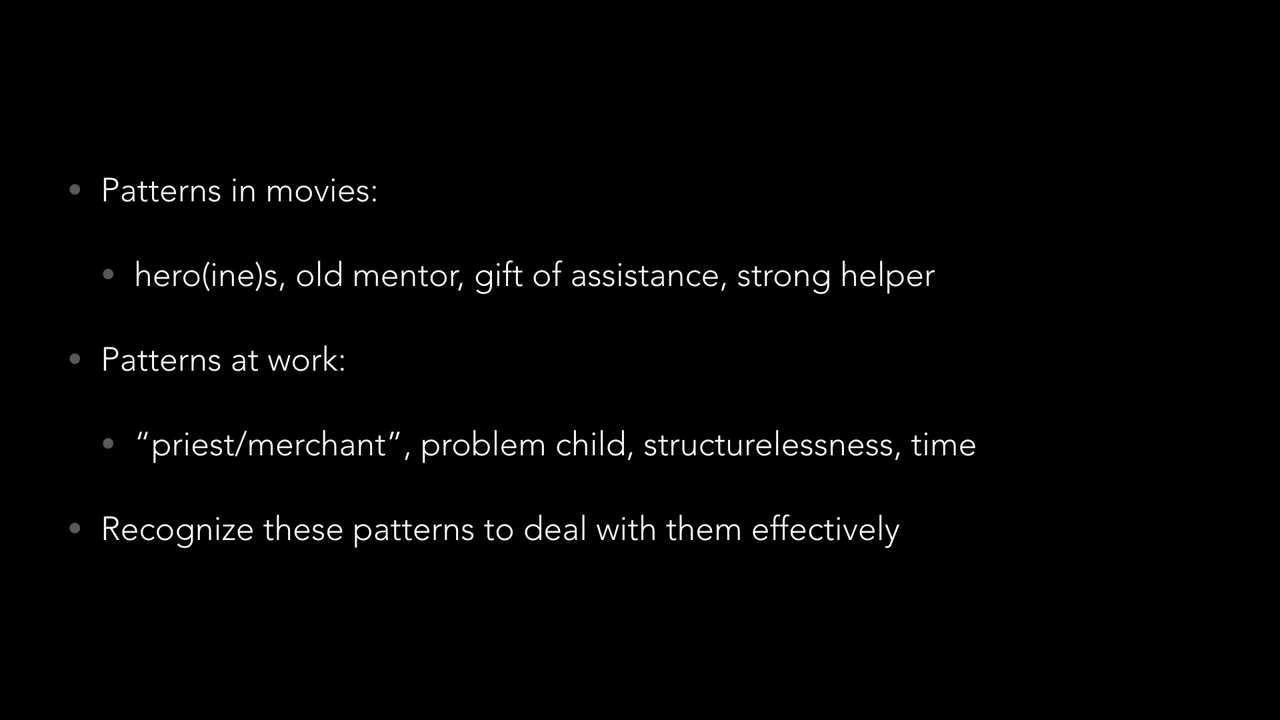 • Patterns in movies:
• hero(ine)s, old mentor, gift of assistance, strong helper
• Patterns at work:
• “priest/merchant”, problem child, structurelessness, time
• Recognize these patterns to deal with them effectively